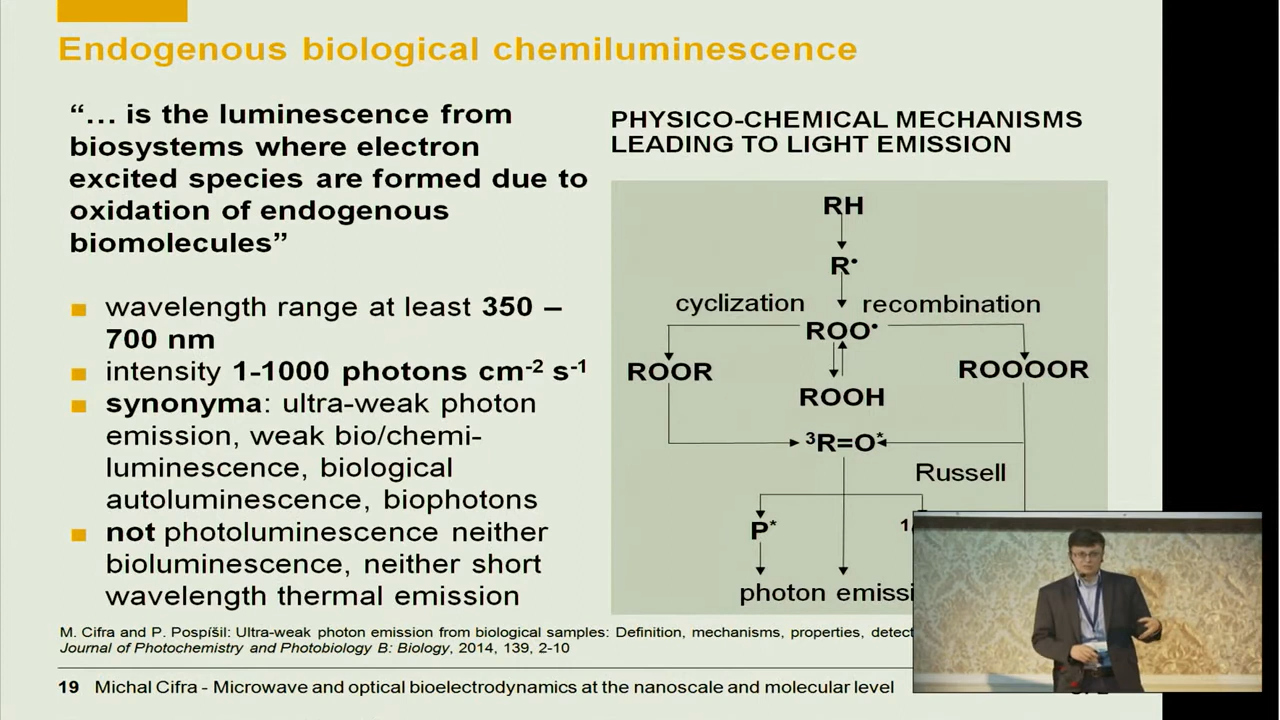 Endogenous biological chemiluminescence
“… is the luminescence from
biosystems where electron
excited species are formed due to
oxidation of endogenous
biomolecules”
■ wavelength range at least 350 –
700 nm
■ intensity 1-1000 photons cm⁻² s⁻¹
■ synonyma: ultra-weak photon
emission, weak bio/chemi-
luminescence, biological
autoluminescence, biophotons
■ not photoluminescence neither
bioluminescence, neither short
wavelength thermal emission
PHYSICO-CHEMICAL MECHANISMS
LEADING TO LIGHT EMISSION
RH
R•
cyclization recombination
ROO•
ROOR ROOOOR
ROOH
³R=O*
Russell
P* 1
photon emissi
M. Cifra and P. Pospíšil: Ultra-weak photon emission from biological samples: Definition, mechanisms, properties, detect
Journal of Photochemistry and Photobiology B: Biology, 2014, 139, 2-10
19 Michal Cifra - Microwave and optical bioelectrodynamics at the nanoscale and molecular level